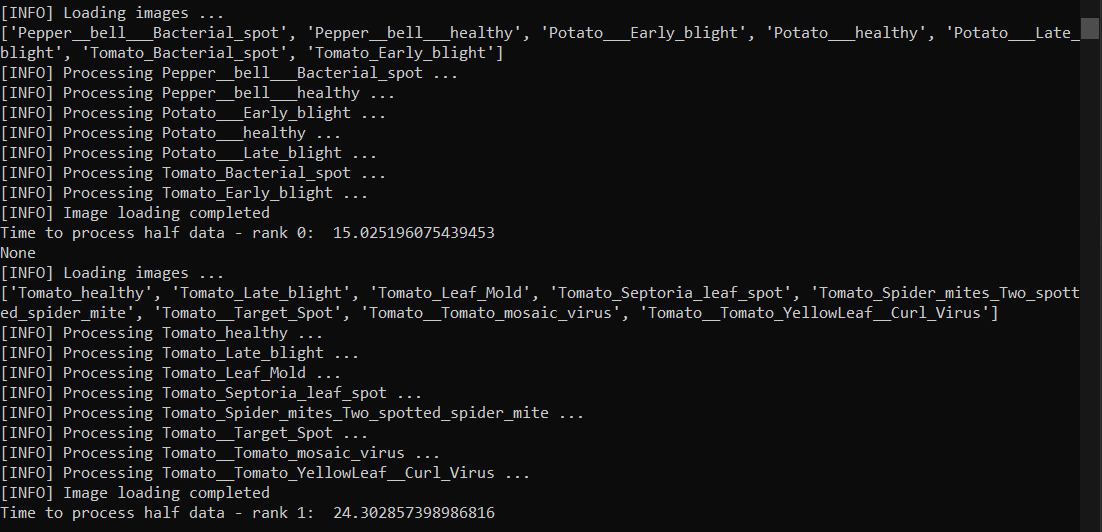 [INFO] Loading images ...
['Pepper__bell___Bacterial_spot', 'Pepper__bell___healthy', 'Potato___Early_blight', 'Potato___healthy', 'Potato___Late_
blight', 'Tomato_Bacterial_spot', 'Tomato_Early_blight']
[INFO] Processing Pepper__bell___Bacterial_spot ...
[INFO] Processing Pepper__bell___healthy ...
[INFO] Processing Potato___Early_blight ...
[INFO] Processing Potato___healthy ...
[INFO] Processing Potato___Late_blight ...
[INFO] Processing Tomato_Bacterial_spot ...
[INFO] Processing Tomato_Early_blight ...
[INFO] Image loading completed
Time to process half data - rank 0:  15.025196075439453
None
[INFO] Loading images ...
['Tomato_healthy', 'Tomato_Late_blight', 'Tomato_Leaf_Mold', 'Tomato_Septoria_leaf_spot', 'Tomato_Spider_mites_Two_spott
ed_spider_mite', 'Tomato__Target_Spot', 'Tomato__Tomato_mosaic_virus', 'Tomato__Tomato_YellowLeaf__Curl_Virus']
[INFO] Processing Tomato_healthy ...
[INFO] Processing Tomato_Late_blight ...
[INFO] Processing Tomato_Leaf_Mold ...
[INFO] Processing Tomato_Septoria_leaf_spot ...
[INFO] Processing Tomato_Spider_mites_Two_spotted_spider_mite ...
[INFO] Processing Tomato__Target_Spot ...
[INFO] Processing Tomato__Tomato_mosaic_virus ...
[INFO] Processing Tomato__Tomato_YellowLeaf__Curl_Virus ...
[INFO] Image loading completed
Time to process half data - rank 1:  24.302857398986816